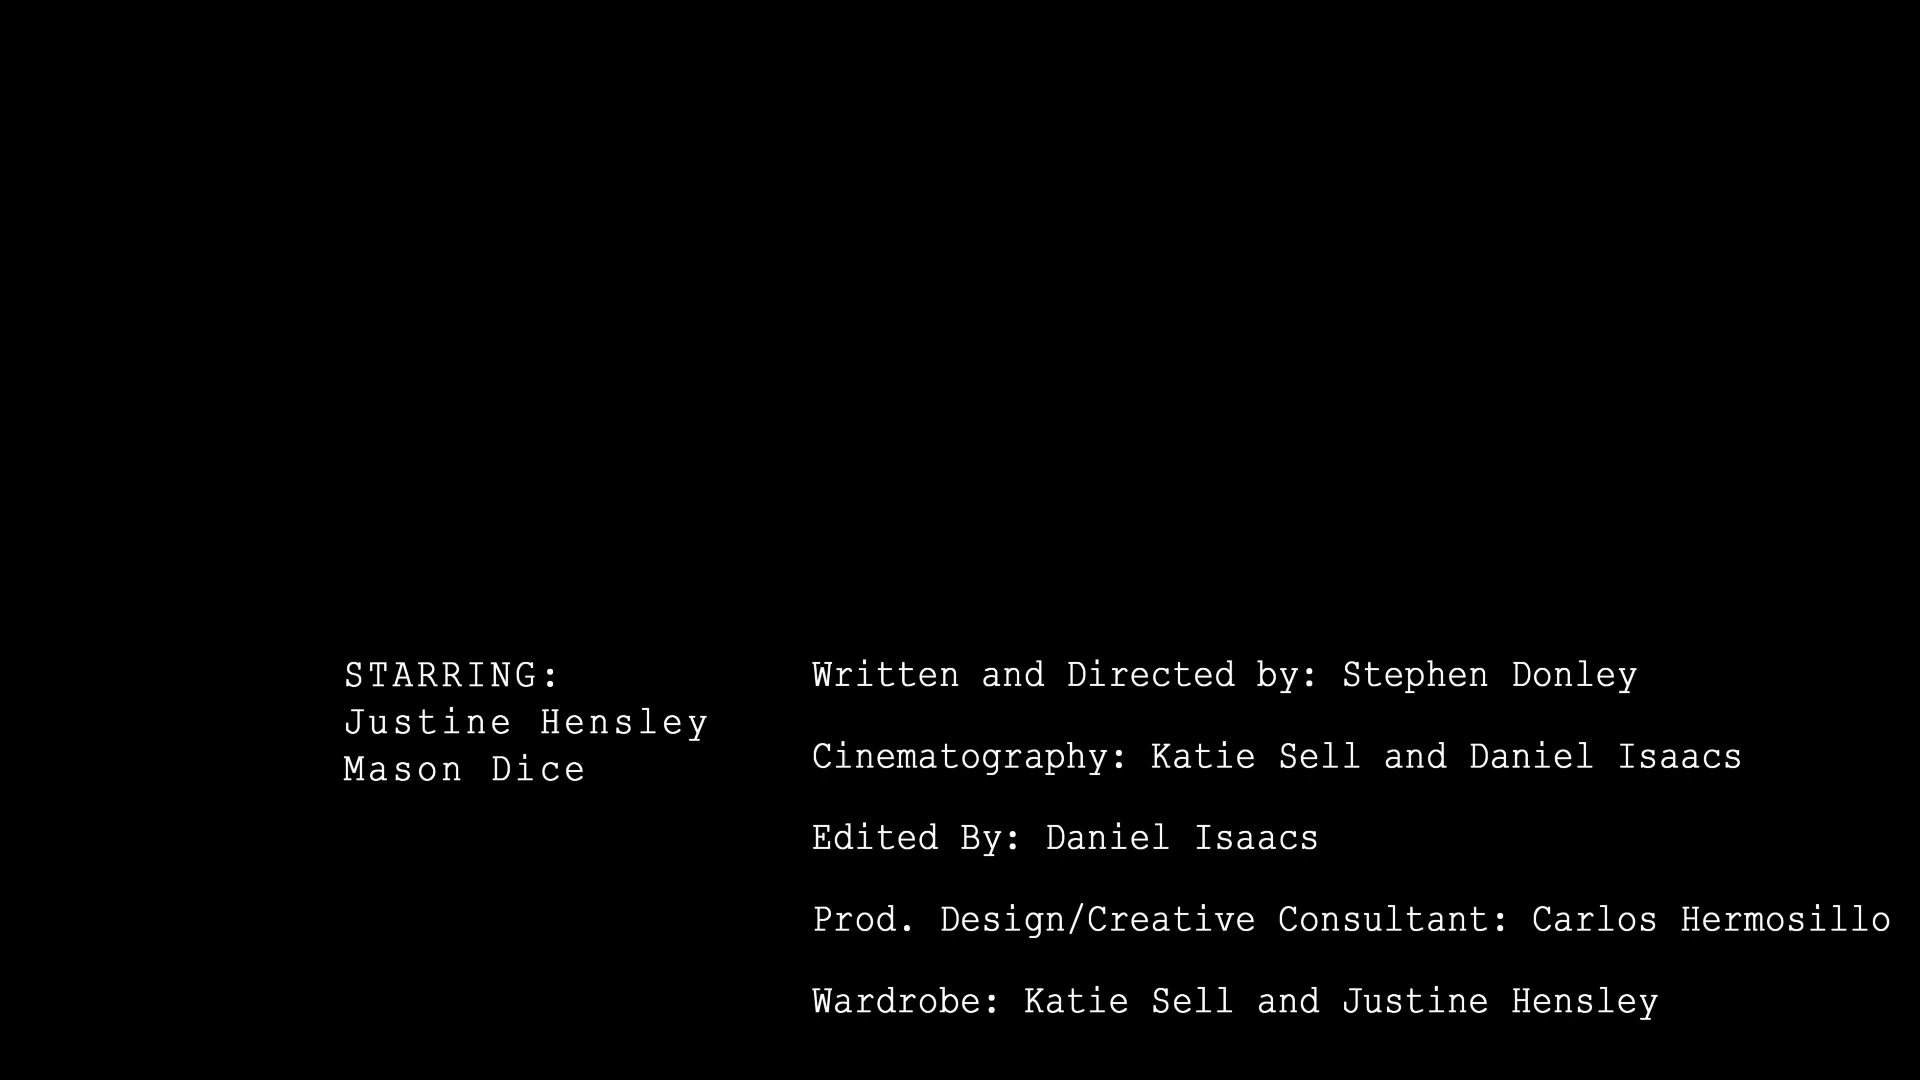 STARRING:
Justine Hensley
Mason Dice
Written and Directed by: Stephen Donley
Cinematography: Katie Sell and Daniel Isaacs
Edited By: Daniel Isaacs
Prod. Design/Creative Consultant: Carlos Hermosillo
Wardrobe: Katie Sell and Justine Hensley